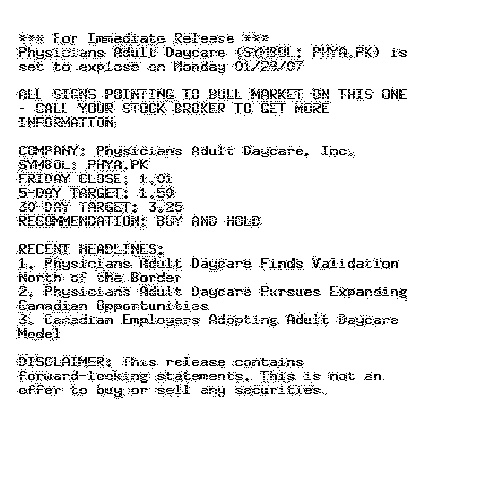 *** For Immediate Release ***
Physicians Adult Daycare (SYMBOL: PHYA.PK) is
set to explose on Monday 01/29/07
ALL SIGNS POINTING TO BULL MARKET ON THIS ONE
- CALL YOUR STOCK BROKER TO GET MORE
INFORMATION
COMPANY: Physicians Adult Daycare, Inc.
SYMBOL: PHYA.PK
FRIDAY CLOSE: 1.01
5-DAY TARGET: 1.50
30-DAY TARGET: 3.25
RECOMMENDATION: BUY AND HOLD
RECENT HEADLINES:
1. Physicians Adult Daycare Finds Validation
North of the Border
2. Physicians Adult Daycare Pursues Expanding
Canadian Opportunities
3. Canadian Employers Adopting Adult Daycare
Model
DISCLAIMER: This release contains
forward-looking statements. This is not an
offer to buy or sell any securities.